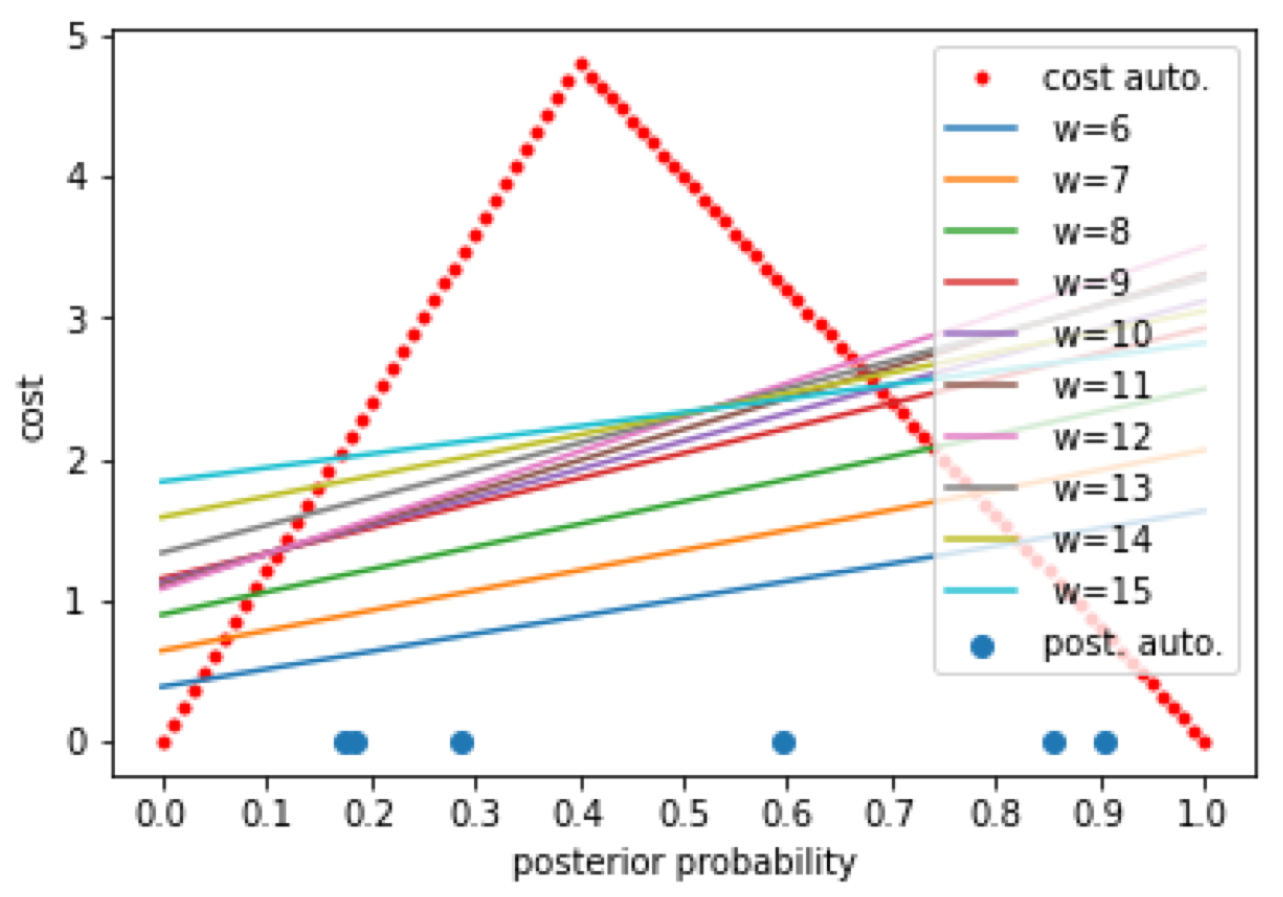 5
4
3
2
1
0
cost
0.0 0.1 0.2 0.3 0.4 0.5 0.6 0.7 0.8 0.9 1.0
posterior probability
cost auto.
w=6
w=7
w=8
w=9
w=10
w=11
w=12
w=13
w=14
w=15
post. auto.